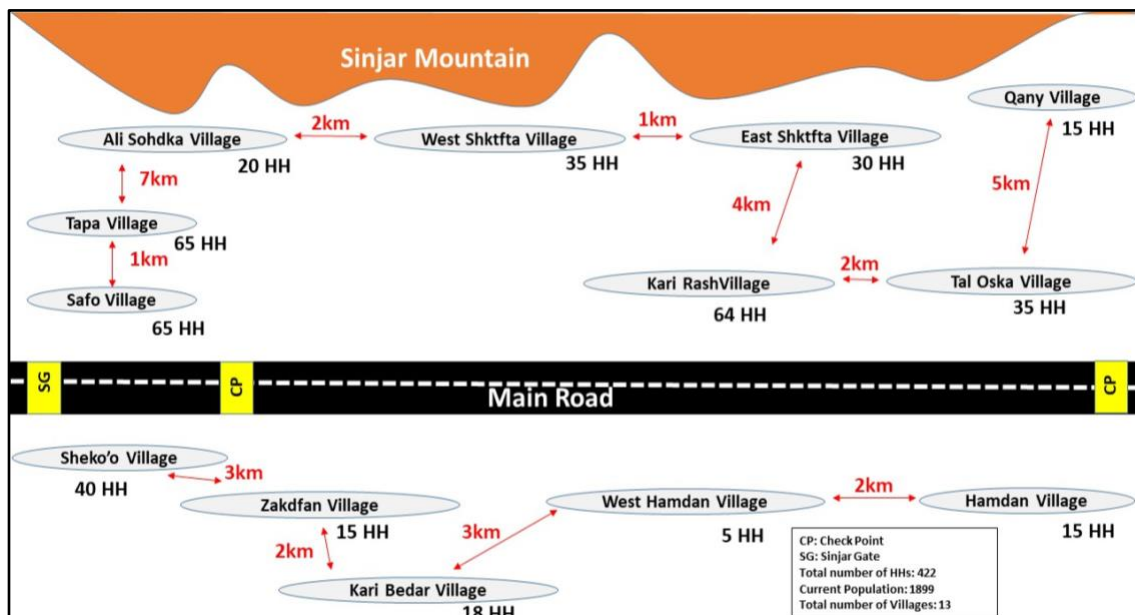 Sinjar Mountain
Qany Village
15 HH
Ali Sohdka Village
20 HH
2km
West Shktfta Village
35 HH
1km
East Shktfta Village
30 HH
7km
4km
5km
Tapa Village
65 HH
1km
Safo Village
65 HH
Kari RashVillage
64 HH
2km
Tal Oska Village
35 HH
SG
CP
Main Road
CP
Sheko'o Village
40 HH
3km
Zakdfan Village
15 HH
2km
3km
Kari Bedar Village
18 HH
West Hamdan Village
5 HH
2km
Hamdan Village
15 HH
CP: Check Point
SG: Sinjar Gate
Total number of HHs: 422
Current Population: 1899
Total number of Villages: 13